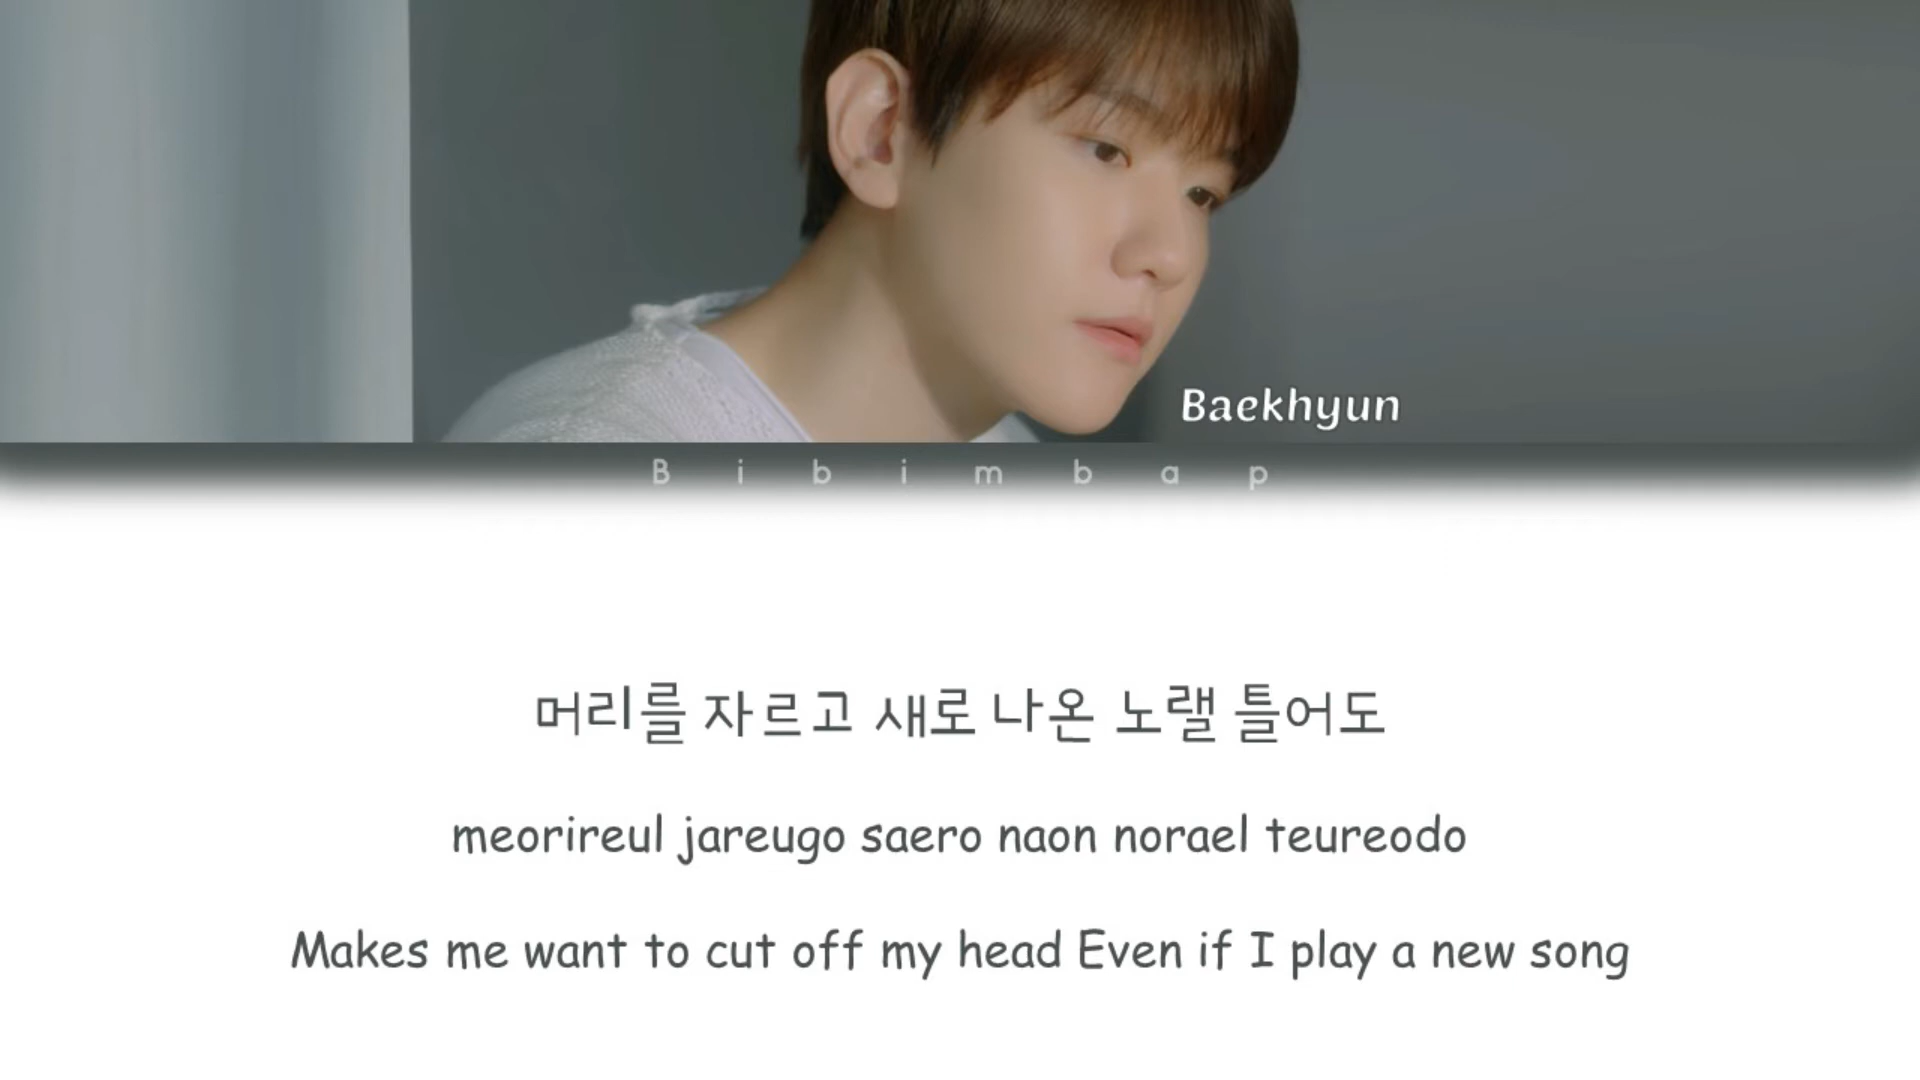 Baekhyun
Bibimbap
머리를 자르고 새로 나온 노랠 틀어도
meorireul jareugo saero naon norael teureodo
Makes me want to cut off my head Even if I play a new song